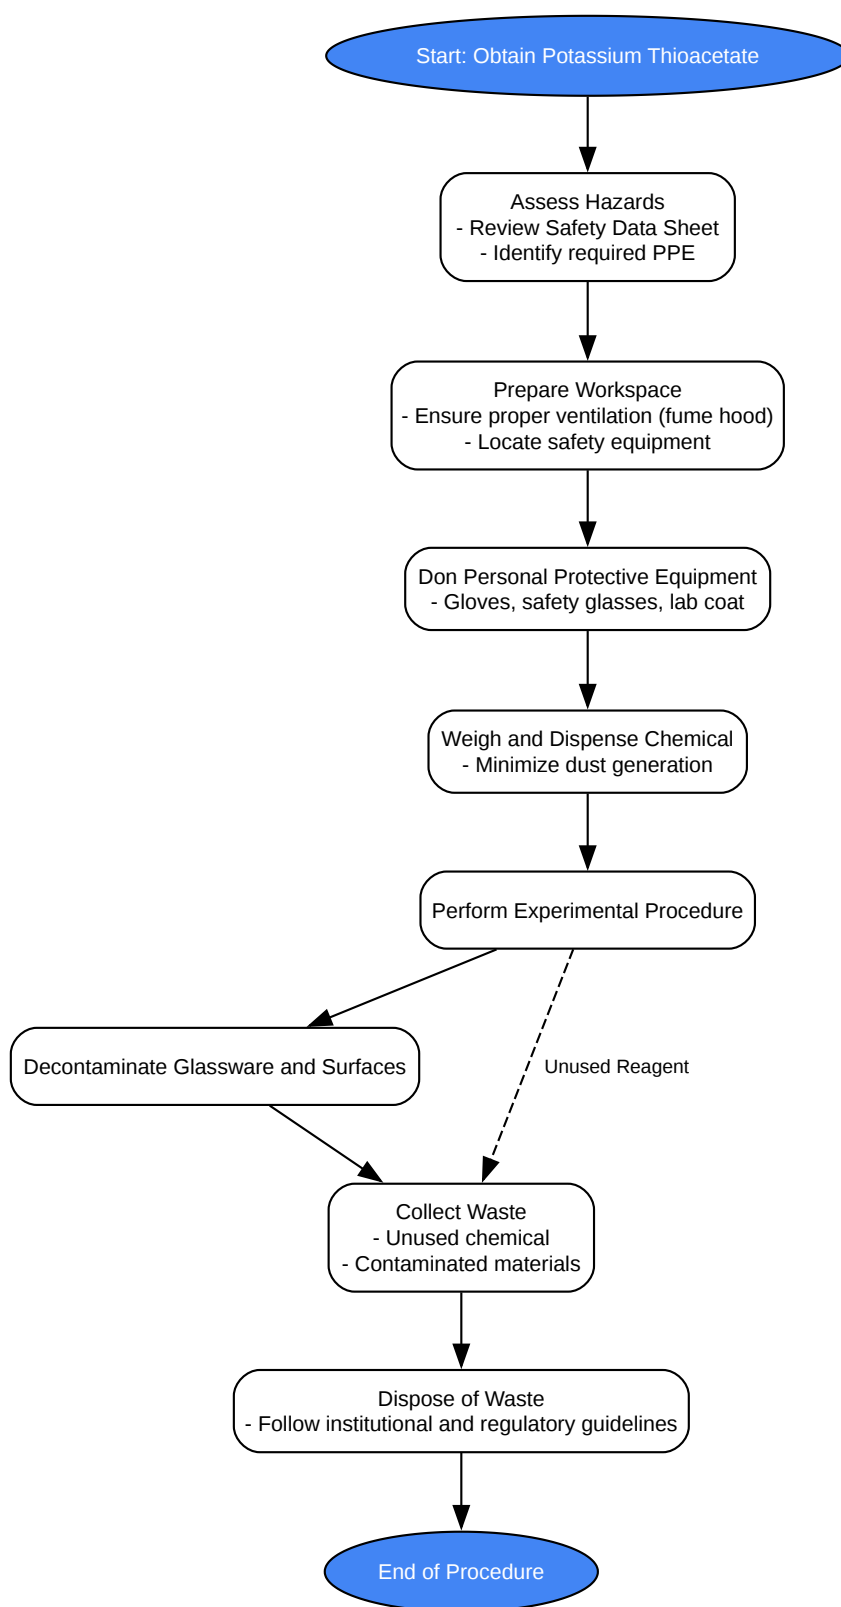 Start: Obtain Potassium Thioacetate
Assess Hazards
- Review Safety Data Sheet
- Identify required PPE
Prepare Workspace
- Ensure proper ventilation (fume hood)
- Locate safety equipment
Don Personal Protective Equipment
- Gloves, safety glasses, lab coat
Weigh and Dispense Chemical
- Minimize dust generation
Perform Experimental Procedure
Decontaminate Glassware and Surfaces
Unused Reagent
Collect Waste
- Unused chemical
- Contaminated materials
Dispose of Waste
- Follow institutional and regulatory guidelines
End of Procedure